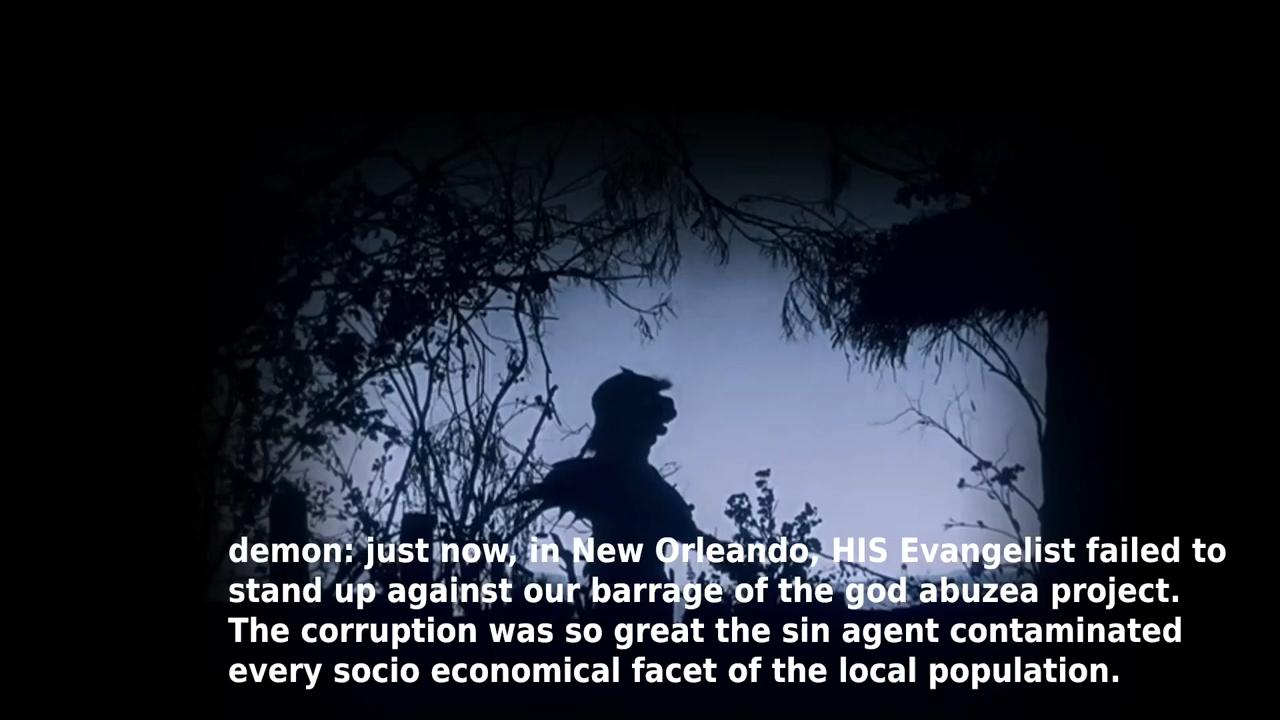 demon: just now, in New Orleando, HIS Evangelist failed to
stand up against our barrage of the god abuzea project.
The corruption was so great the sin agent contaminated
every socio economical facet of the local population.